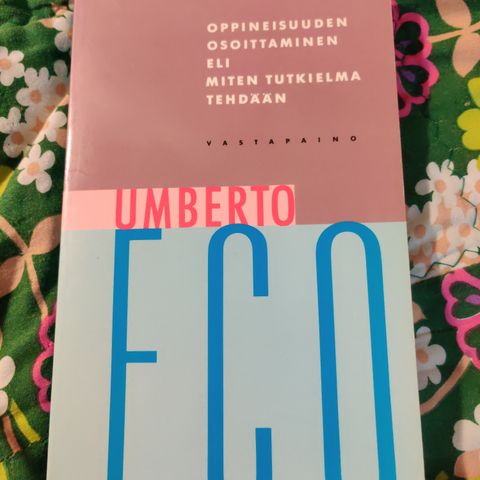 OPPINEISUUDEN
OSOITTAMINEN
ELI
MITEN TUTKIELMA
TEHDÄÄN
VASTAPAINO
UMBERTO
ECO